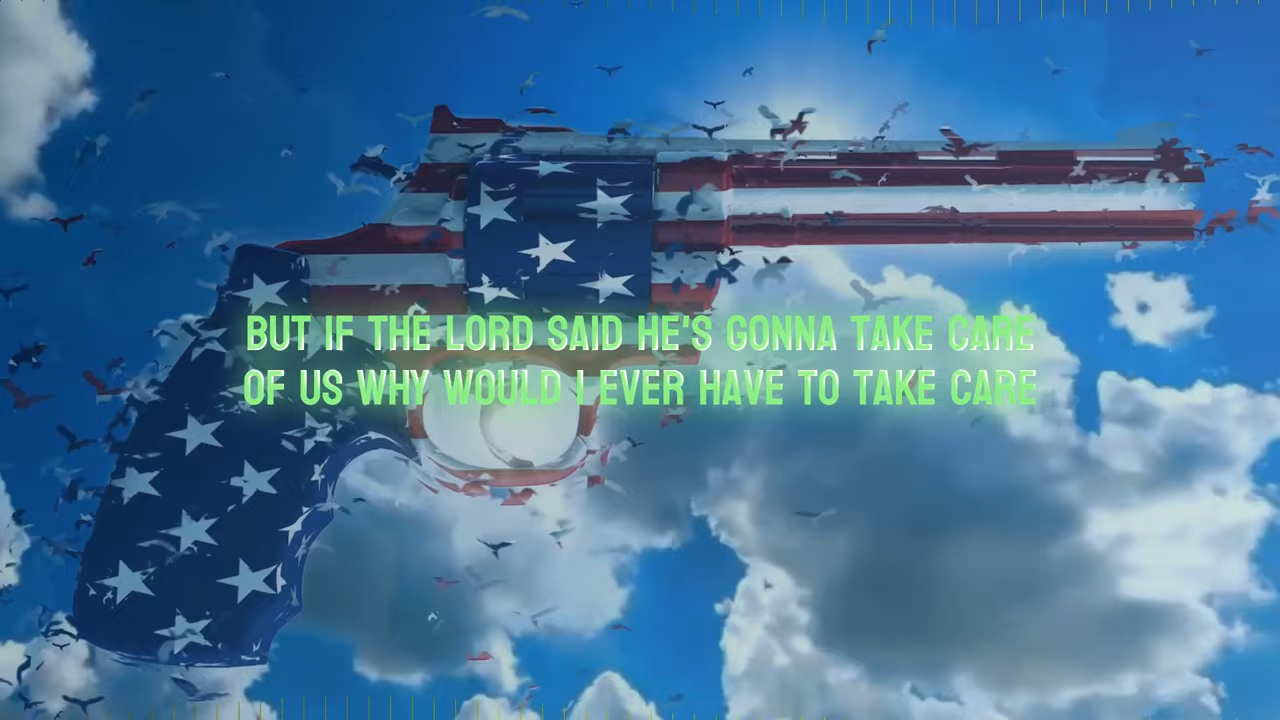 BUT IF THE LORD SAID HE'S GONNA TAKE CARE
OF US WHY WOULD I EVER HAVE TO TAKE CARE